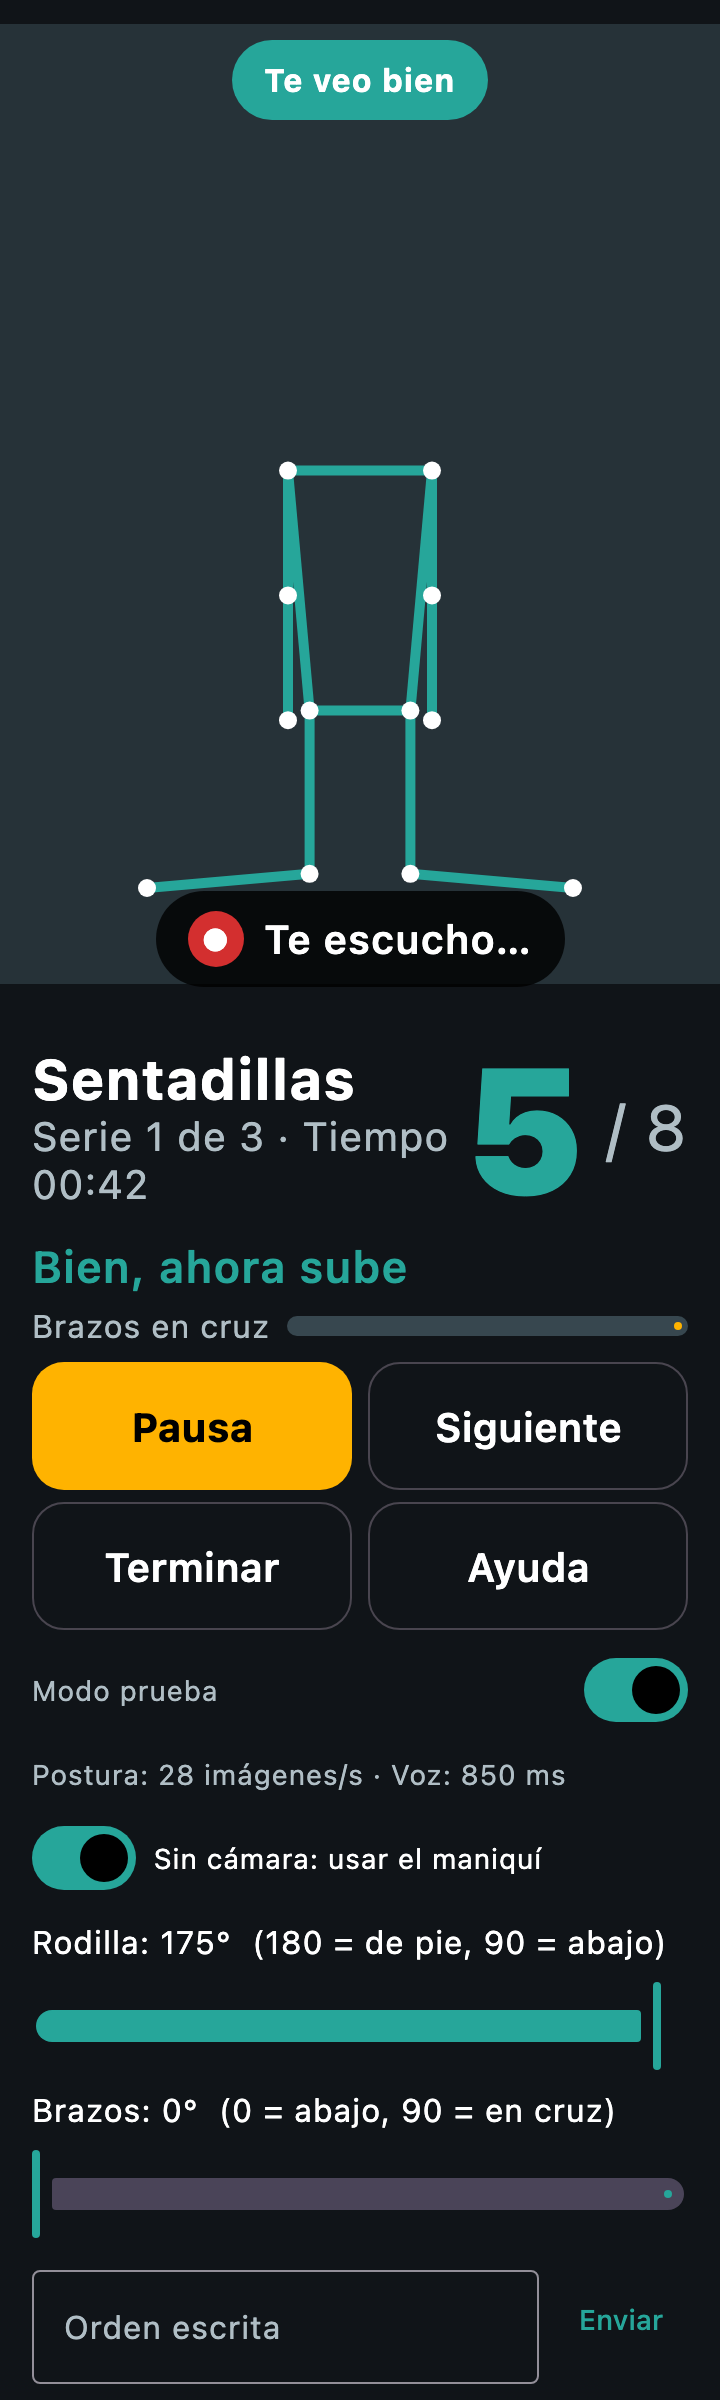 Te veo bien
Te escucho...
Sentadillas
Serie 1 de 3 · Tiempo
00:42
5 / 8
Bien, ahora sube
Brazos en cruz
Pausa
Siguiente
Terminar
Ayuda
Modo prueba
Postura: 28 imágenes/s · Voz: 850 ms
Sin cámara: usar el maniquí
Rodilla: 175° (180 = de pie, 90 = abajo)
Brazos: 0° (0 = abajo, 90 = en cruz)
Orden escrita
Enviar